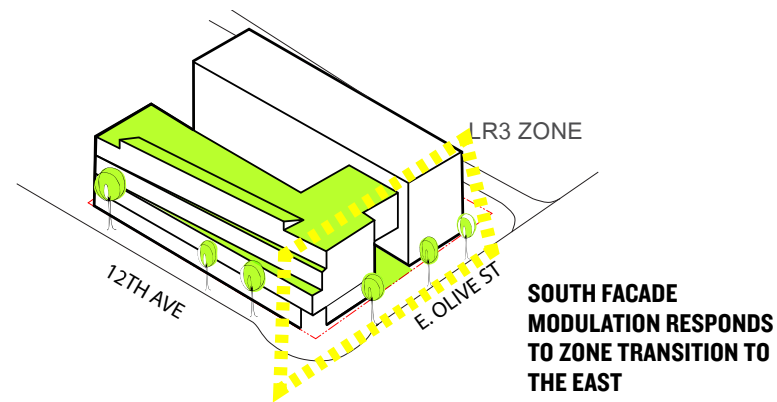 LR3 ZONE
12TH AVE
E. OLIVE ST
SOUTH FACADE
MODULATION RESPONDS
TO ZONE TRANSITION TO
THE EAST